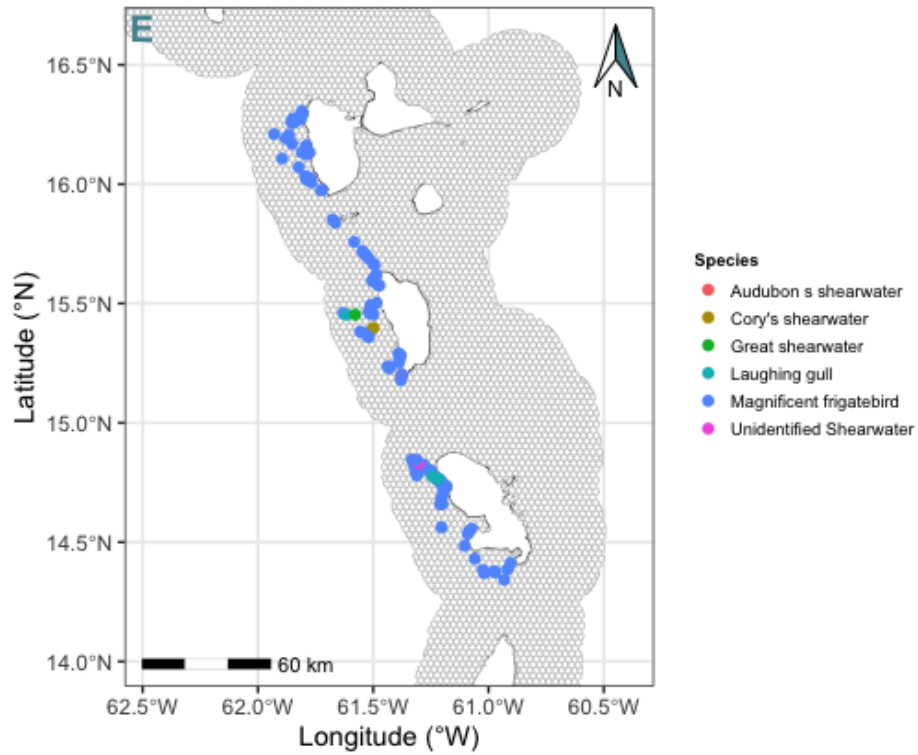 E
N
16.5°N
16.0°N
15.5°N
15.0°N
14.5°N
14.0°N
Latitude (°N)
60 km
62.5°W 62.0°W 61.5°W 61.0°W 60.5°W
Longitude (°W)
Species
Audubon s shearwater
Cory's shearwater
Great shearwater
Laughing gull
Magnificent frigatebird
Unidentified Shearwater